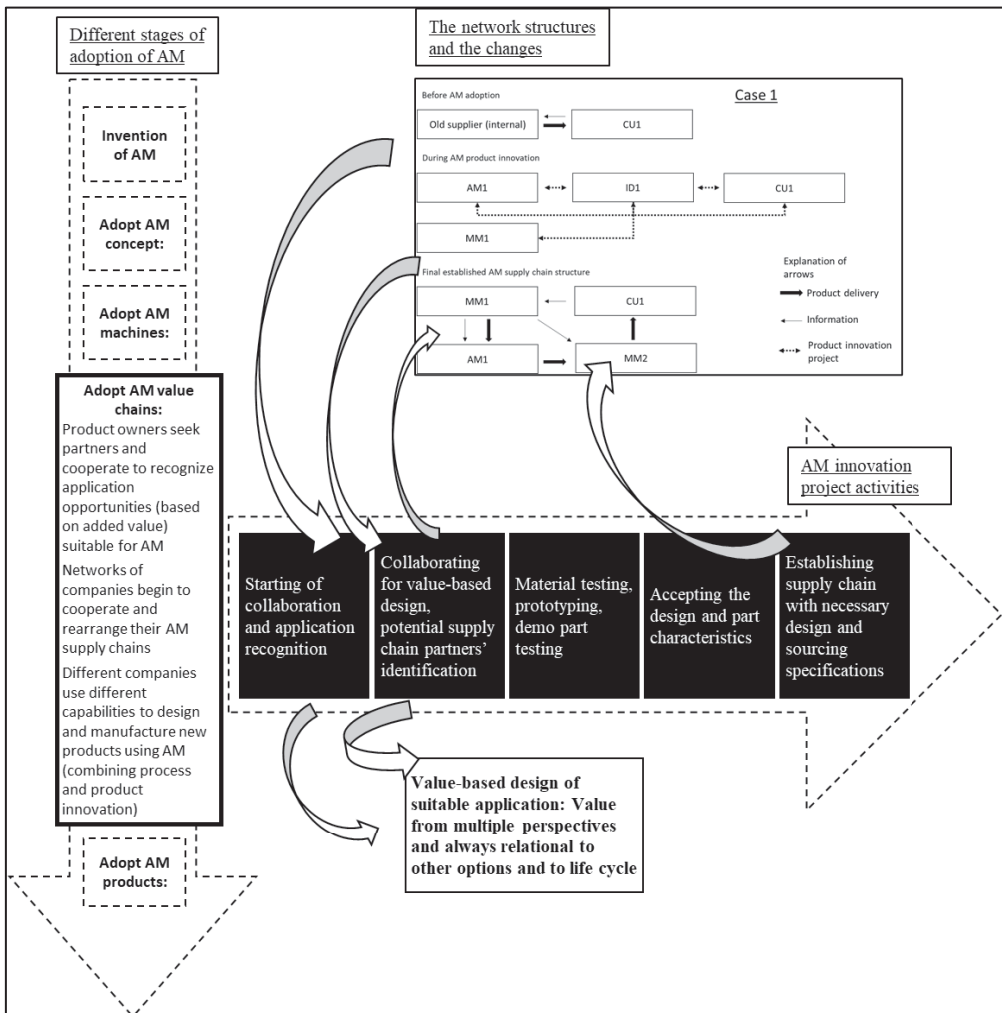 Different stages of
adoption of AM
Invention
of AM
Adopt AM
concept:
Adopt AM
machines:
Adopt AM value
chains:
Product owners seek
partners and
cooperate to recognize
application
opportunities (based
on added value)
suitable for AM
Networks of
companies begin to
cooperate and
rearrange their AM
supply chains
Different companies
use different
capabilities to design
and manufacture new
products using AM
(combining process
and product
innovation)
Adopt AM
products:
The network structures
and the changes
Case 1
Before AM adoption
Old supplier (internal)
CU1
During AM product innovation
AM1
ID1
CU1
MM1
Final established AM supply chain structure
MM1
CU1
AM1
MM2
Explanation of
arrows
Product delivery
Information
Product innovation
project
AM innovation
project activities
Starting of
collaboration
and application
recognition
Collaborating
for value-based
design,
potential supply
chain partners’
identification
Material testing,
prototyping,
demo part
testing
Accepting the
design and part
characteristics
Establishing
supply chain
with necessary
design and
sourcing
specifications
Value-based design of
suitable application: Value
from multiple perspectives
and always relational to
other options and to life cycle